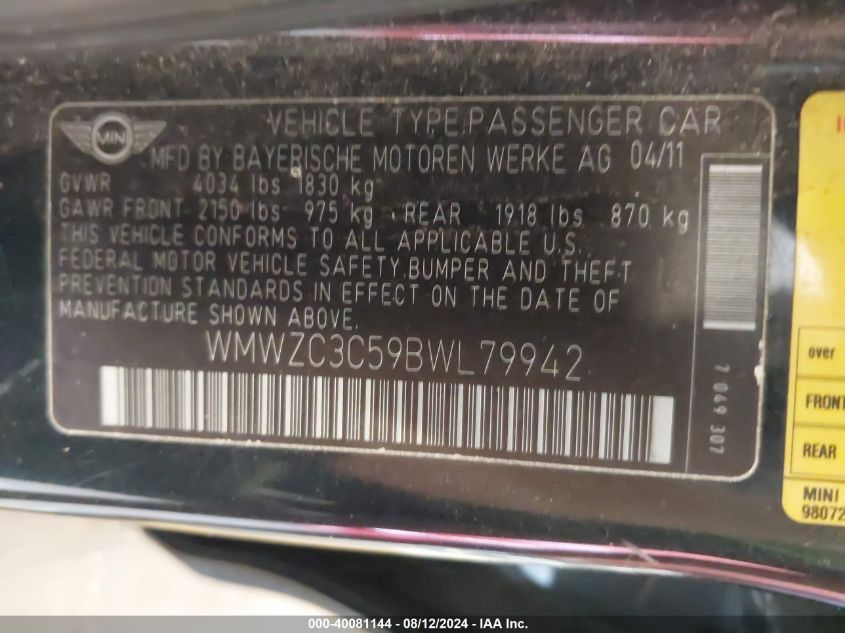 MINI
VEHICLE TYPE:PASSENGER CAR
MFD BY BAYERISCHE MOTOREN WERKE AG 04/11
GVWR 4034 lbs 1830 kg
GAWR FRONT 2150 lbs 975 kg REAR 1918 lbs 870 kg
THIS VEHICLE CONFORMS TO ALL APPLICABLE U.S.
FEDERAL MOTOR VEHICLE SAFETY,BUMPER AND THEFT
PREVENTION STANDARDS IN EFFECT ON THE DATE OF
MANUFACTURE SHOWN ABOVE.
WMWZC3C59BWL79942
7 049 307
over
FRONT
REAR
MINI
98072
000-40081144 - 08/12/2024 - IAA Inc.